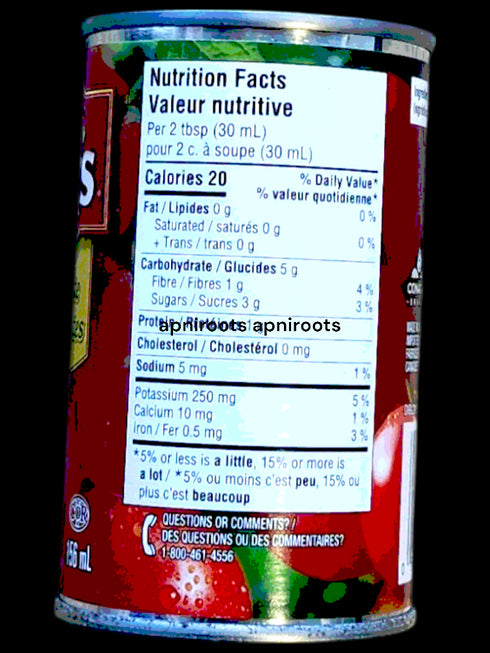 Nutrition Facts
Valeur nutritive
Per 2 tbsp (30 mL)
pour 2 c. à soupe (30 mL)
Calories 20
% Daily Value*
% valeur quotidienne*
Fat / Lipides 0 g 0 %
Saturated / saturés 0 g
+ Trans / trans 0 g 0 %
Carbohydrate / Glucides 5 g
Fibre / Fibres 1 g 4 %
Sugars / Sucres 3 g 3 %
Protein /
apniroots apniroots
Cholesterol / Cholestérol 0 mg
Sodium 5 mg 1 %
Potassium 250 mg 5 %
Calcium 10 mg 1 %
Iron / Fer 0.5 mg 3 %
*5% or less is a little, 15% or more is
a lot / *5% ou moins c'est peu, 15% ou
plus c'est beaucoup
QUESTIONS OR COMMENTS? /
DES QUESTIONS OU DES COMMENTAIRES?
1-800-461-4556
156 mL